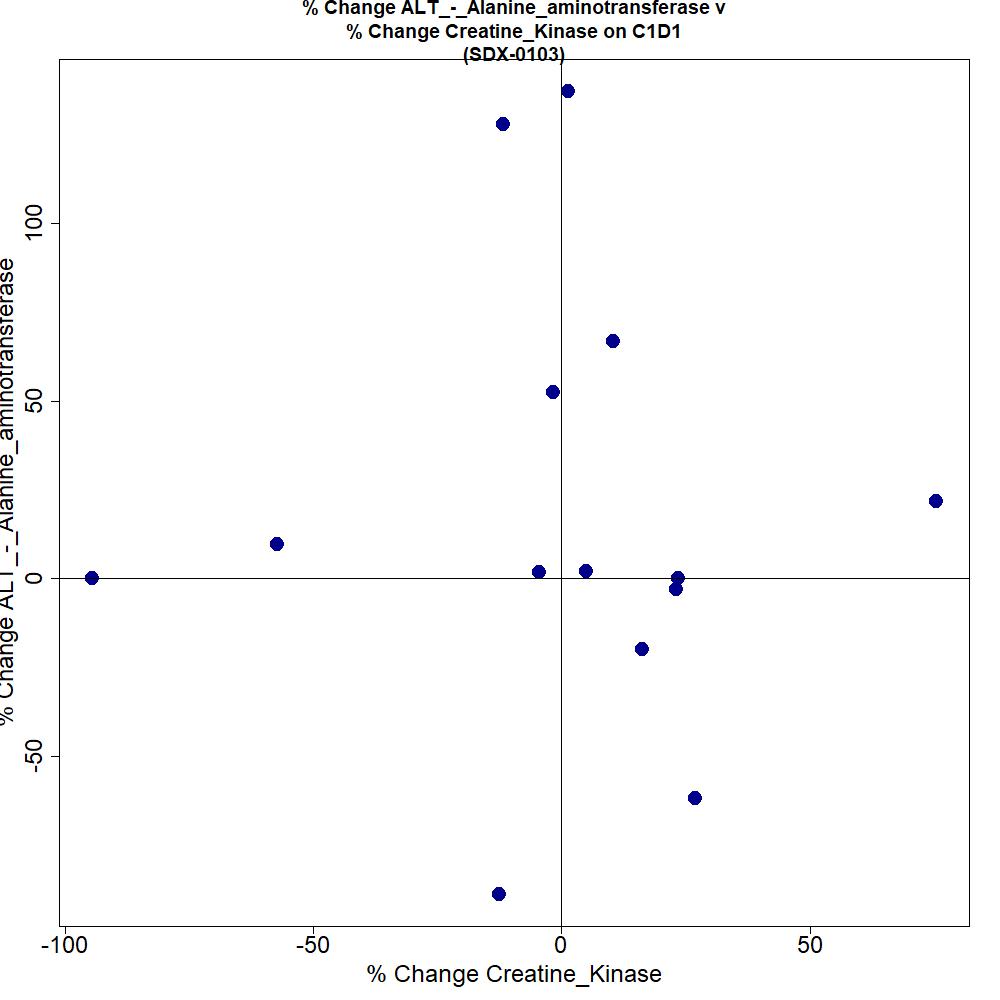 % Change ALT_-_Alanine_aminotransferase v
% Change Creatine_Kinase on C1D1
(SDX-0103)
% Change ALT_-_Alanine_aminotransferase
100
50
0
-50
-100
-50
0
50
% Change Creatine_Kinase